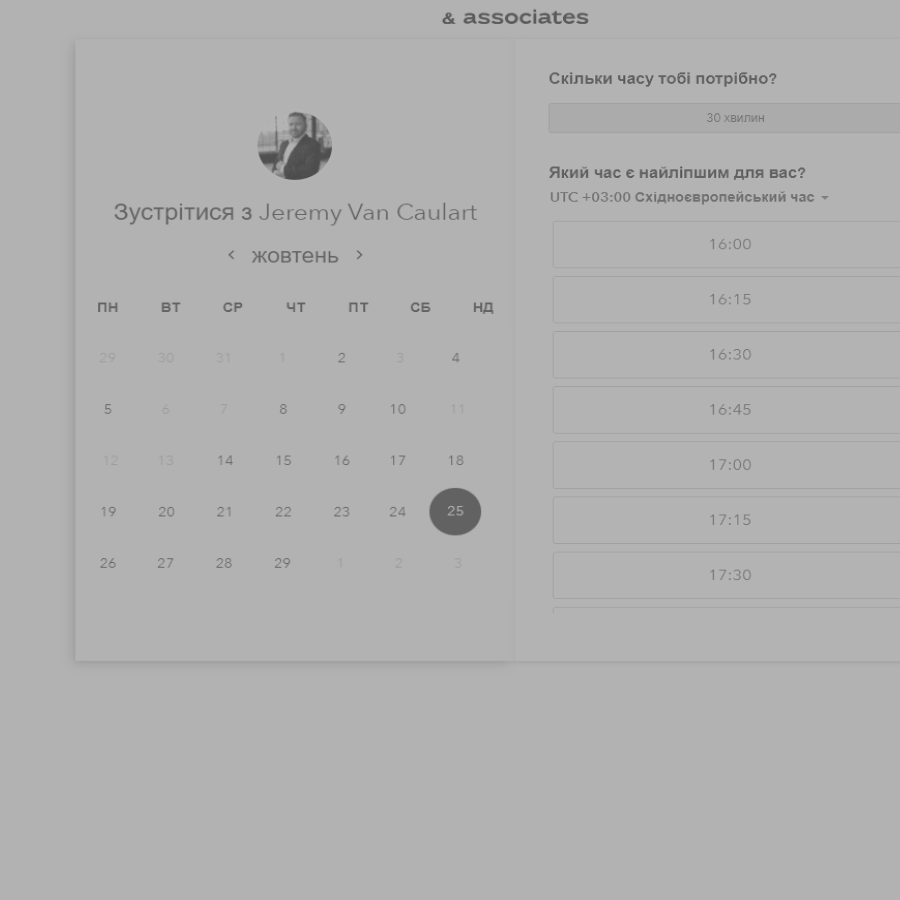 & associates
Зустрітися з Jeremy Van Caulart
< жовтень >
ПН ВТ СР ЧТ ПТ СБ НД
29 30 31 1 2 3 4
5 6 7 8 9 10 11
12 13 14 15 16 17 18
19 20 21 22 23 24 25
26 27 28 29 1 2 3
Скільки часу тобі потрібно?
30 хвилин
Який час є найліпшим для вас?
UTC +03:00 Східноєвропейський час
16:00
16:15
16:30
16:45
17:00
17:15
17:30